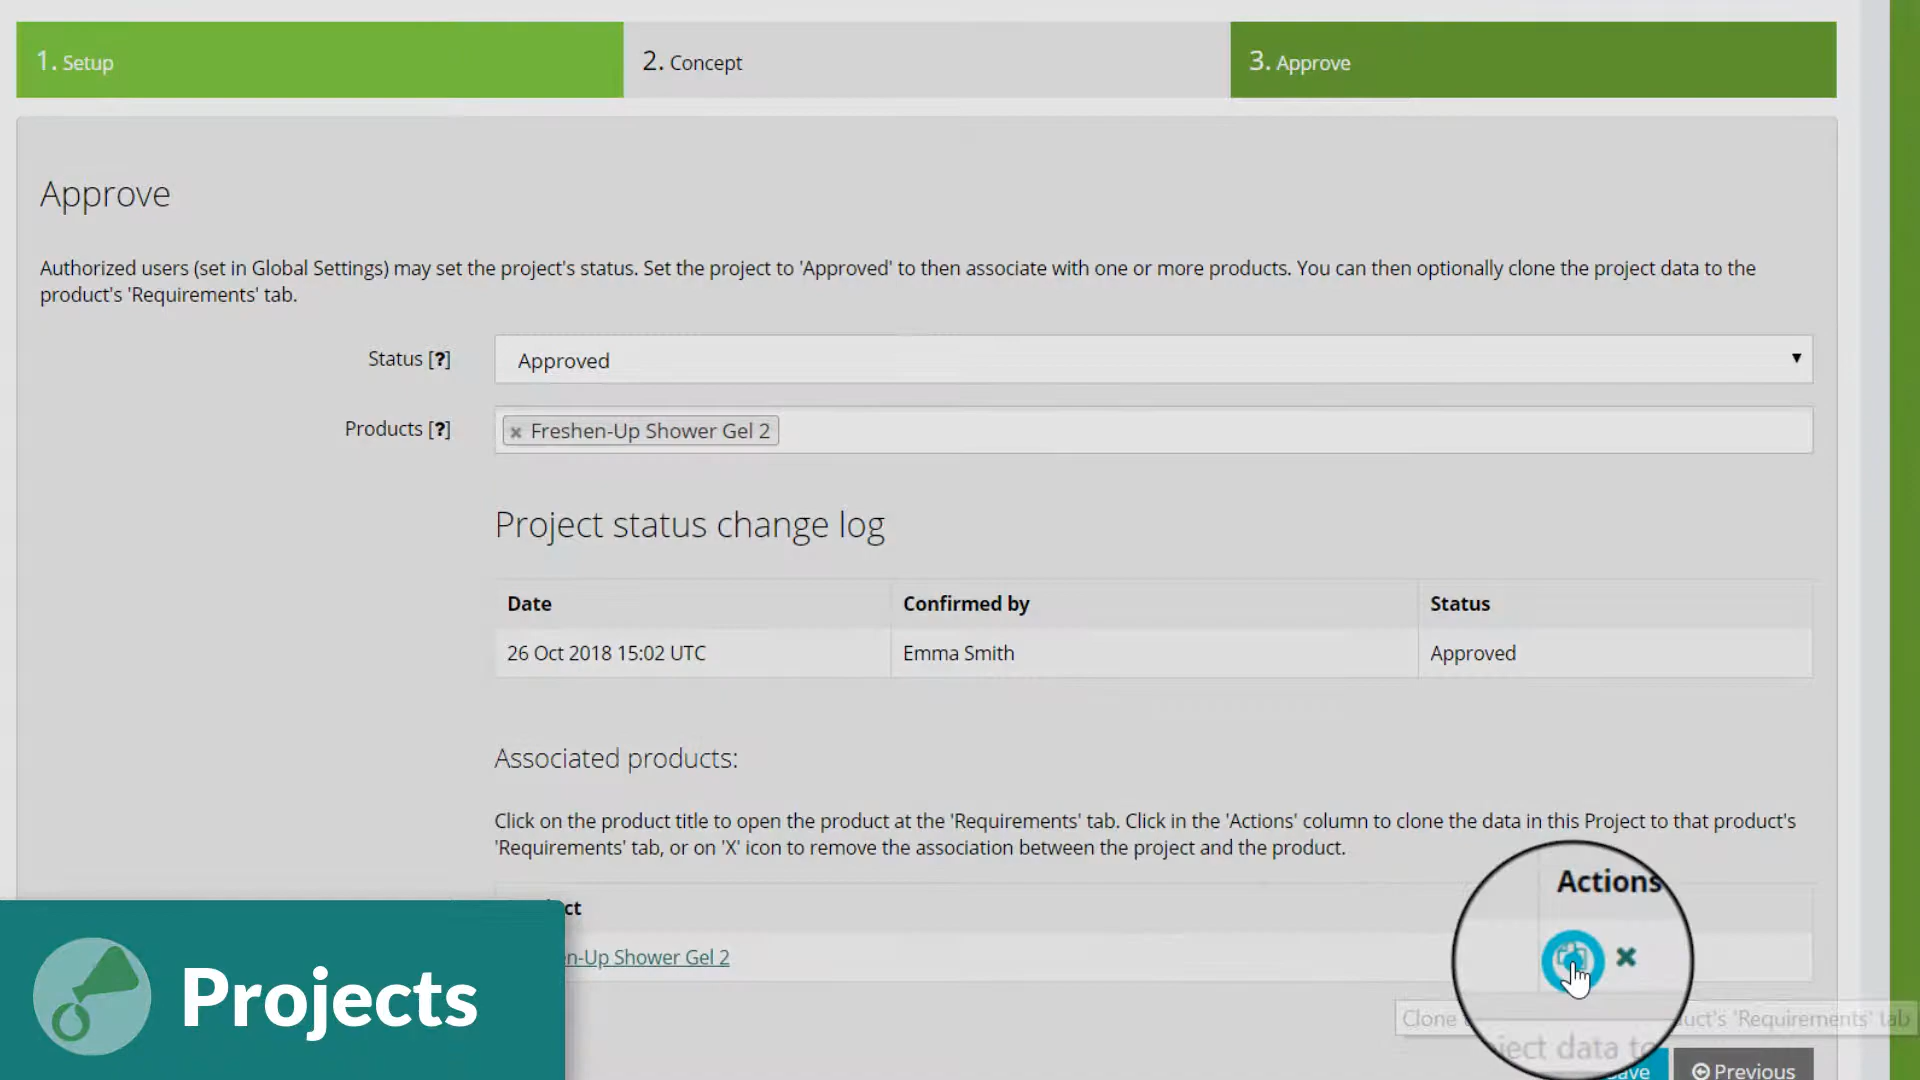 1. Setup
2. Concept
3. Approve
Approve
Authorized users (set in Global Settings) may set the project's status. Set the project to 'Approved' to then associate with one or more products. You can then optionally clone the project data to the
product's 'Requirements' tab.
Status [?]
Approved
Products [?]
× Freshen-Up Shower Gel 2
Project status change log
Date Confirmed by Status
26 Oct 2018 15:02 UTC Emma Smith Approved
Associated products:
Click on the product title to open the product at the 'Requirements' tab. Click in the 'Actions' column to clone the data in this Project to that product's
'Requirements' tab, or on 'X' icon to remove the association between the project and the product.
Actions
n-Up Shower Gel 2
Projects
Clone 'Requirements' tab
data
Previous